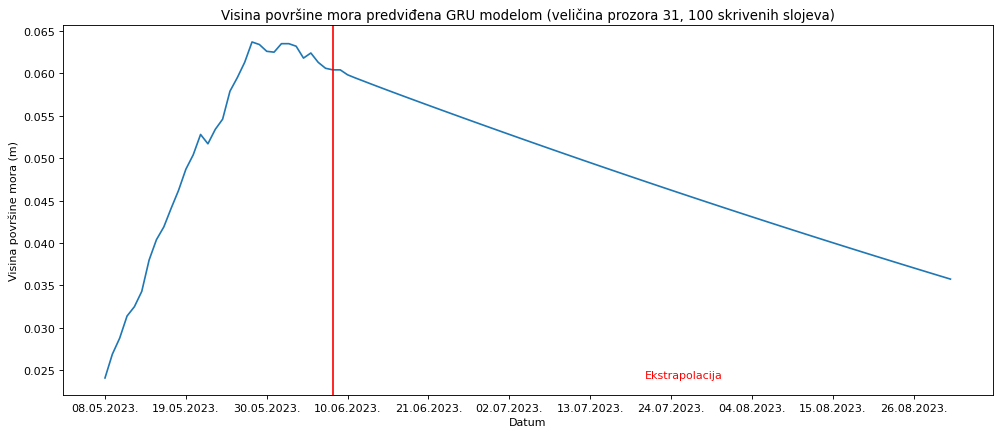 Visina površine mora predviđena GRU modelom (veličina prozora 31, 100 skrivenih slojeva)
Visina površine mora (m)
0.065
0.060
0.055
0.050
0.045
0.040
0.035
0.030
0.025
Ekstrapolacija
08.05.2023. 19.05.2023. 30.05.2023. 10.06.2023. 21.06.2023. 02.07.2023. 13.07.2023. 24.07.2023. 04.08.2023. 15.08.2023. 26.08.2023.
Datum